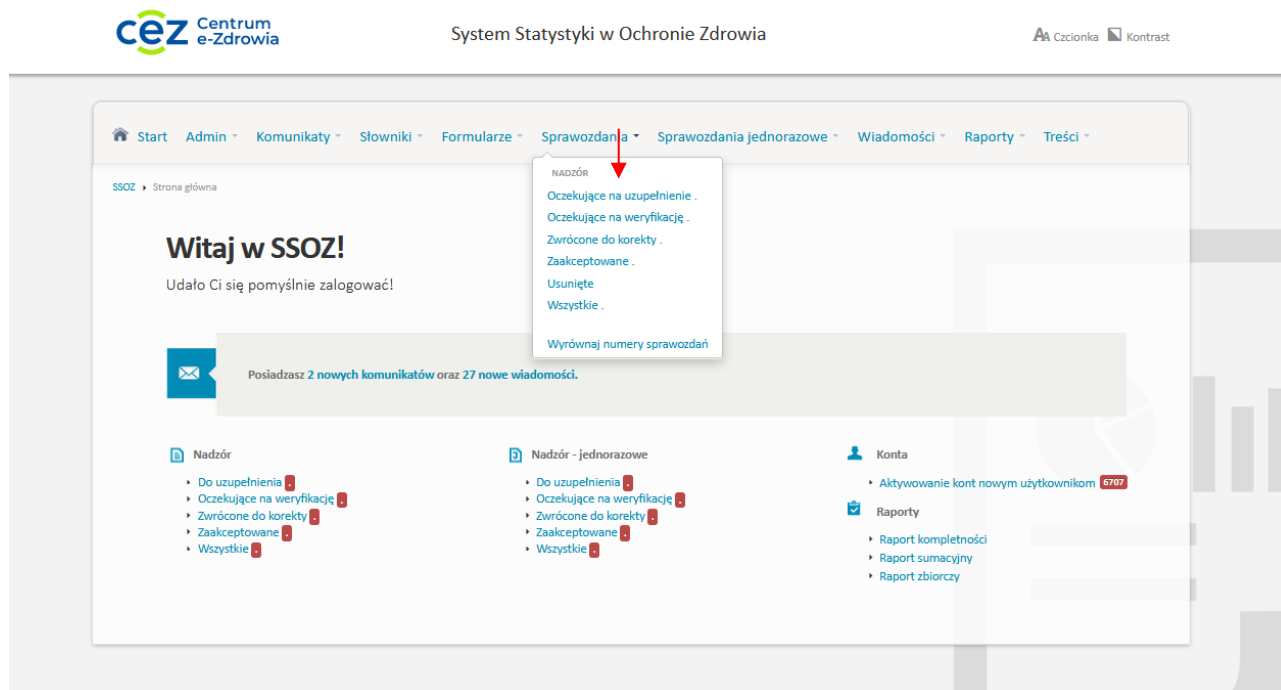 cez Centrum
e-Zdrowia
System Statystyki w Ochronie Zdrowia
AA Czcionka Kontrast
Start Admin Komunikaty Słowniki Formularze Sprawozdania Sprawozdania jednorazowe Wiadomości Raporty Treści
NADZÓR
Oczekujące na uzupełnienie .
Oczekujące na weryfikację .
Zwrócone do korekty .
Zaakceptowane .
Usunięte
Wszystkie .
Wyrównaj numery sprawozdań
SSOZ Strona główna
Witaj w SSOZ!
Udało Ci się pomyślnie zalogować!
Posiadzasz 2 nowych komunikatów oraz 27 nowe wiadomości.
Nadzór
Do uzupełnienia .
Oczekujące na weryfikację .
Zwrócone do korekty .
Zaakceptowane .
Wszystkie .
Nadzór - jednorazowe
Do uzupełnienia .
Oczekujące na weryfikację .
Zwrócone do korekty .
Zaakceptowane .
Wszystkie .
Konta
Aktywowanie kont nowym użytkownikom 6707
Raporty
Raport kompletności
Raport sumacyjny
Raport zbiorczy